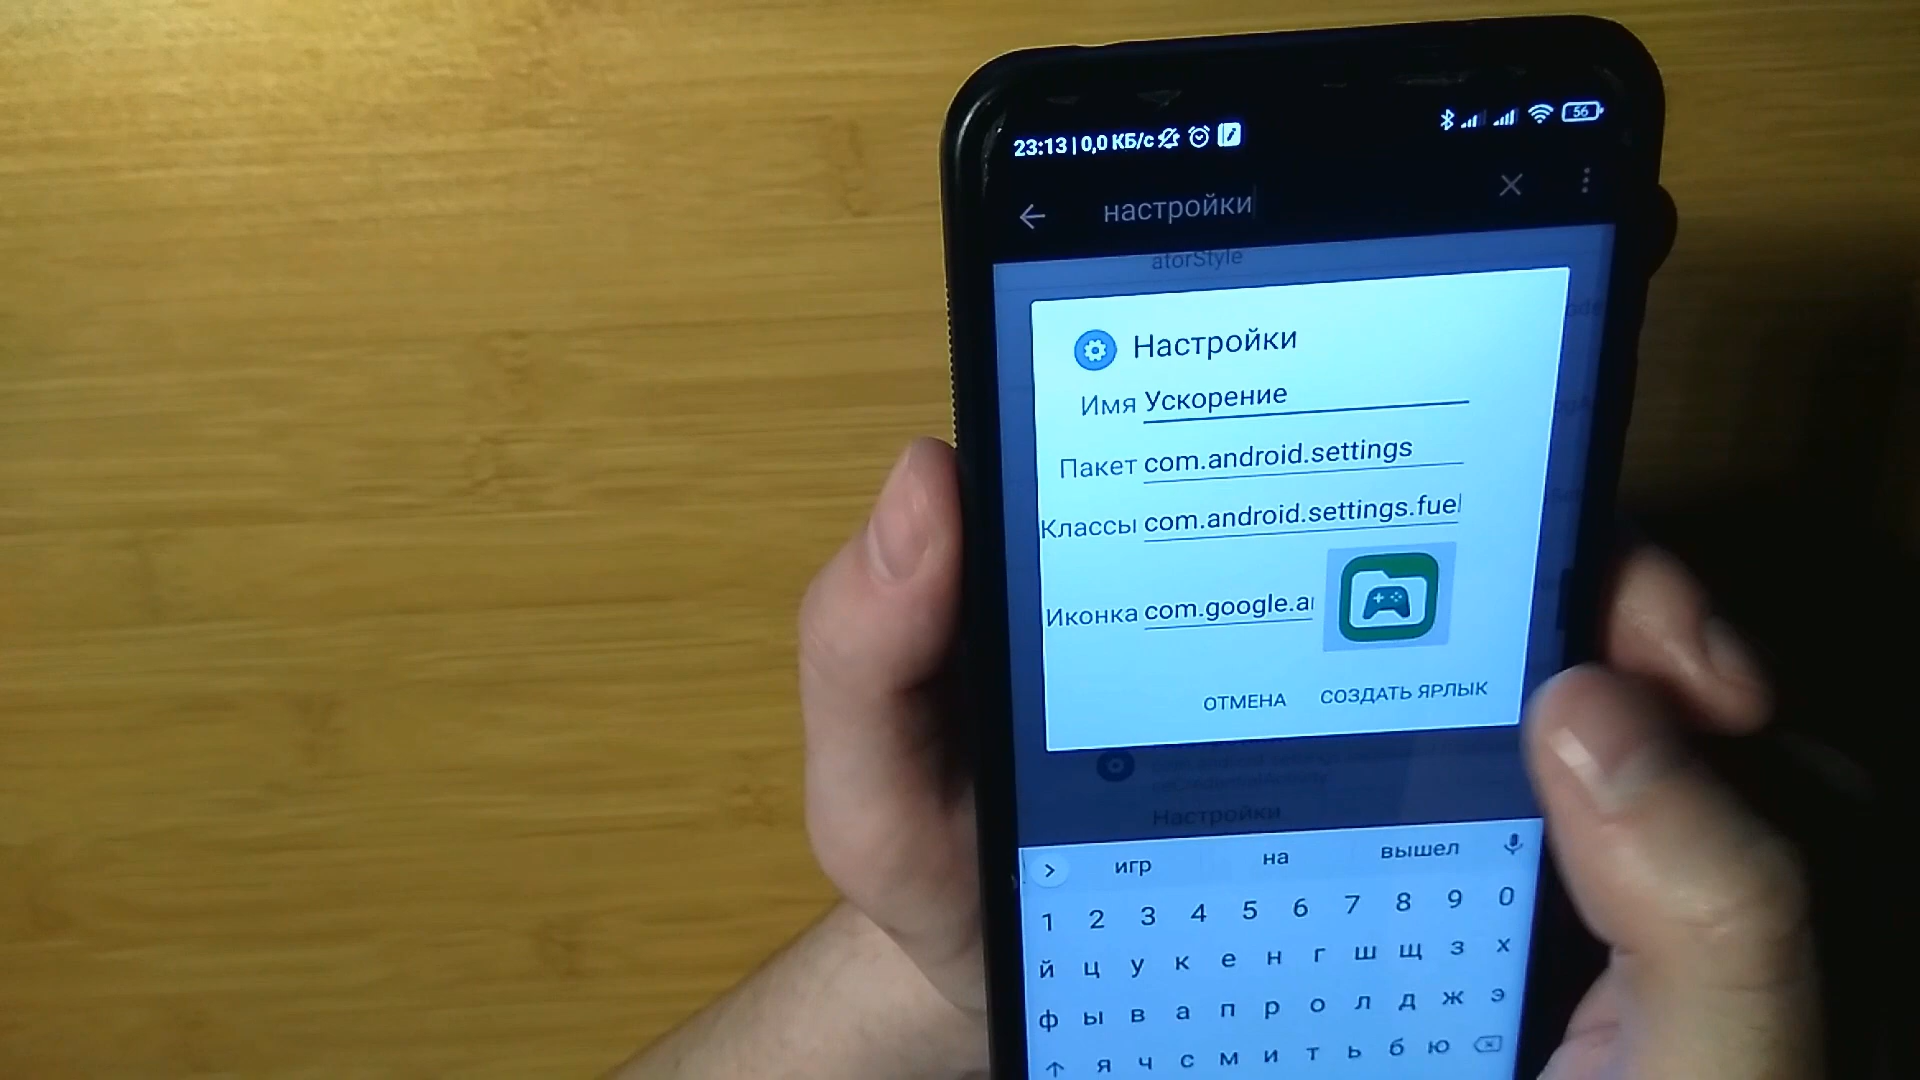 23:13 | 0,0 КБ/с
56
настройки
atorStyle
Настройки
Имя Ускорение
Пакет com.android.settings
Классы com.android.settings.fuel
Иконка com.google.a
ОТМЕНА СОЗДАТЬ ЯРЛЫК
Настройки
игр на вышел
1 2 3 4 5 6 7 8 9 0
й ц у к е н г ш щ з х
ф ы в а п р о л д ж э
я ч с м и т ь б ю